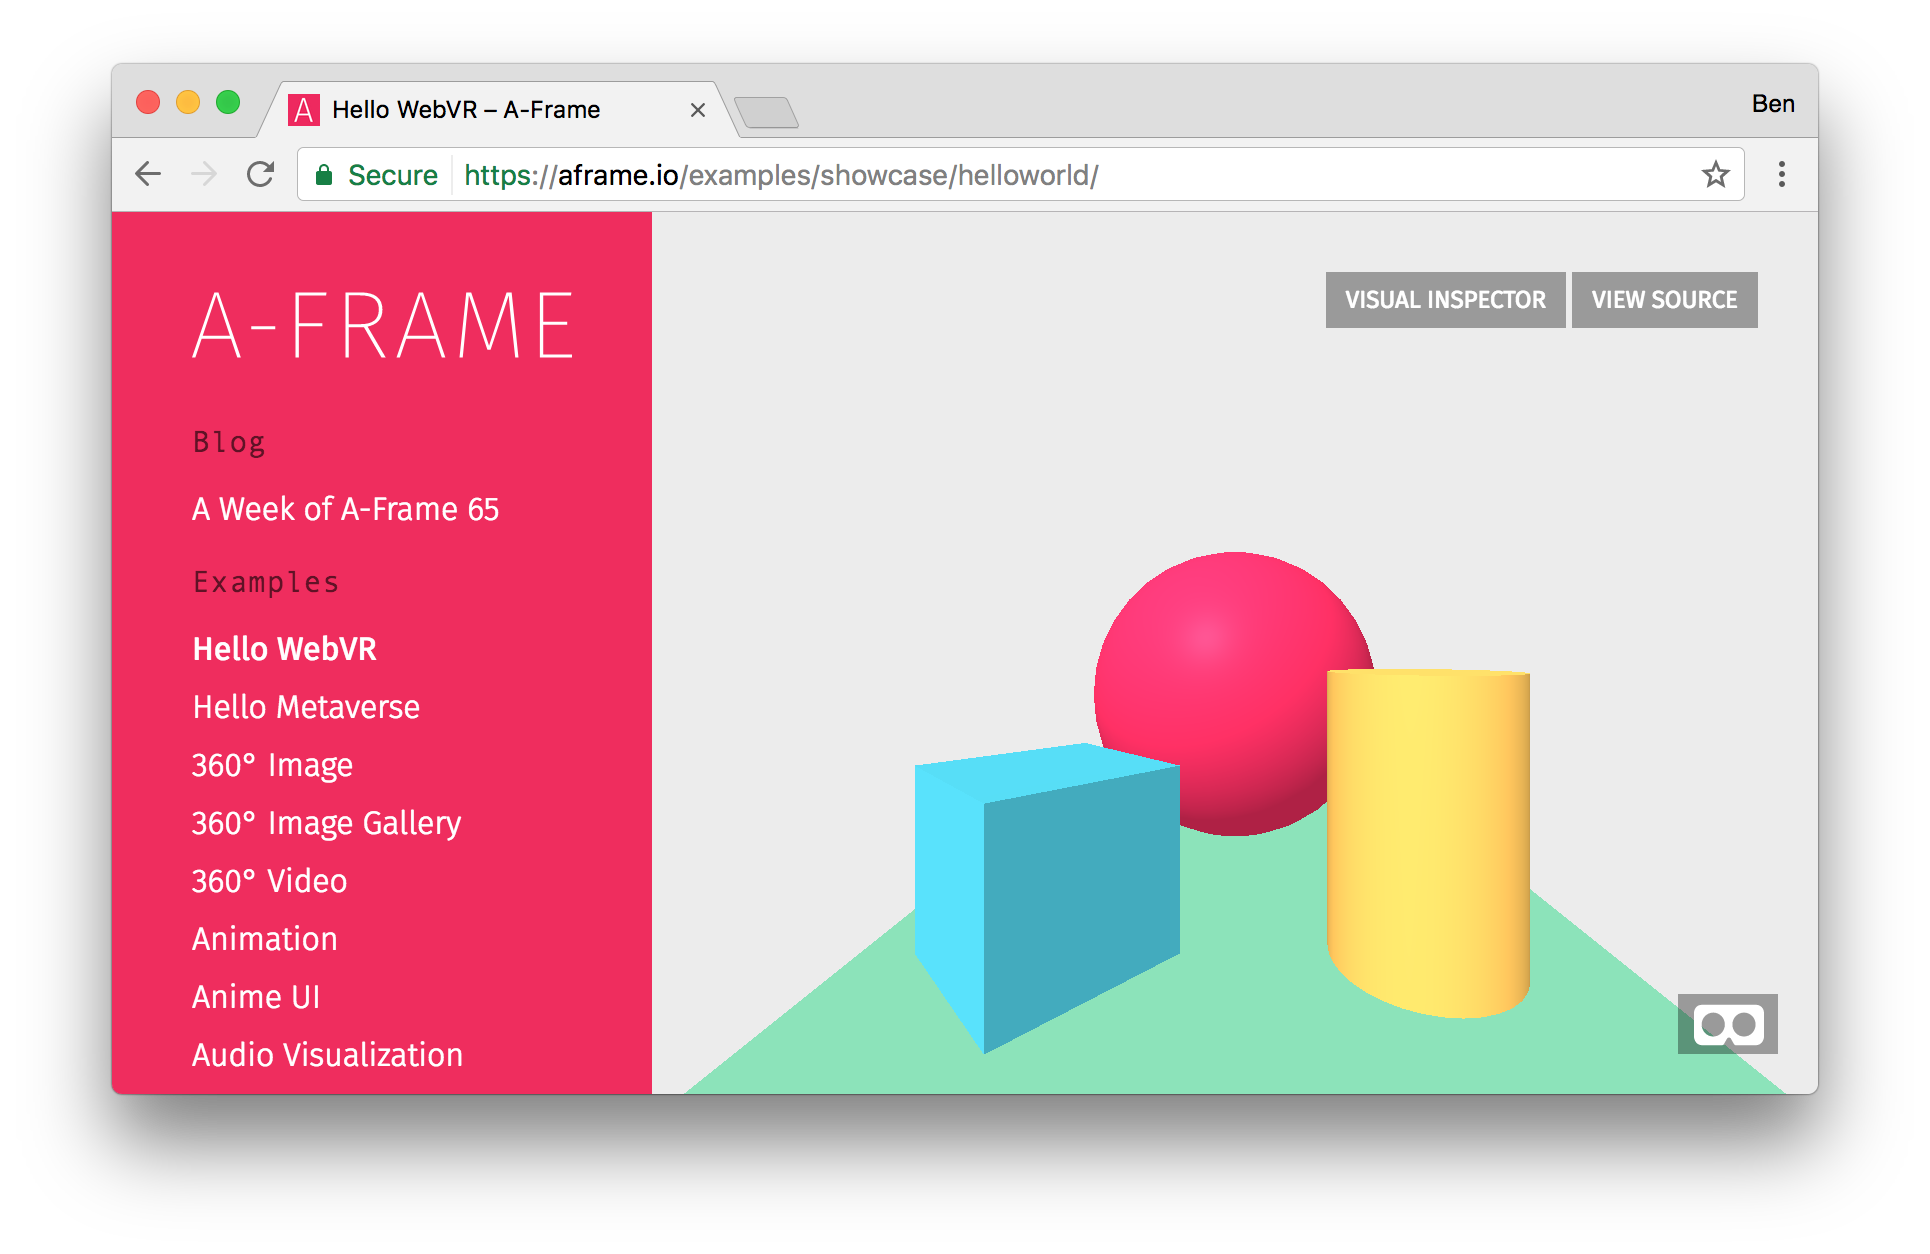 A Hello WebVR – A-Frame
Ben
Secure https://aframe.io/examples/showcase/helloworld/
A-FRAME
VISUAL INSPECTOR
VIEW SOURCE
Blog
A Week of A-Frame 65
Examples
Hello WebVR
Hello Metaverse
360° Image
360° Image Gallery
360° Video
Animation
Anime UI
Audio Visualization